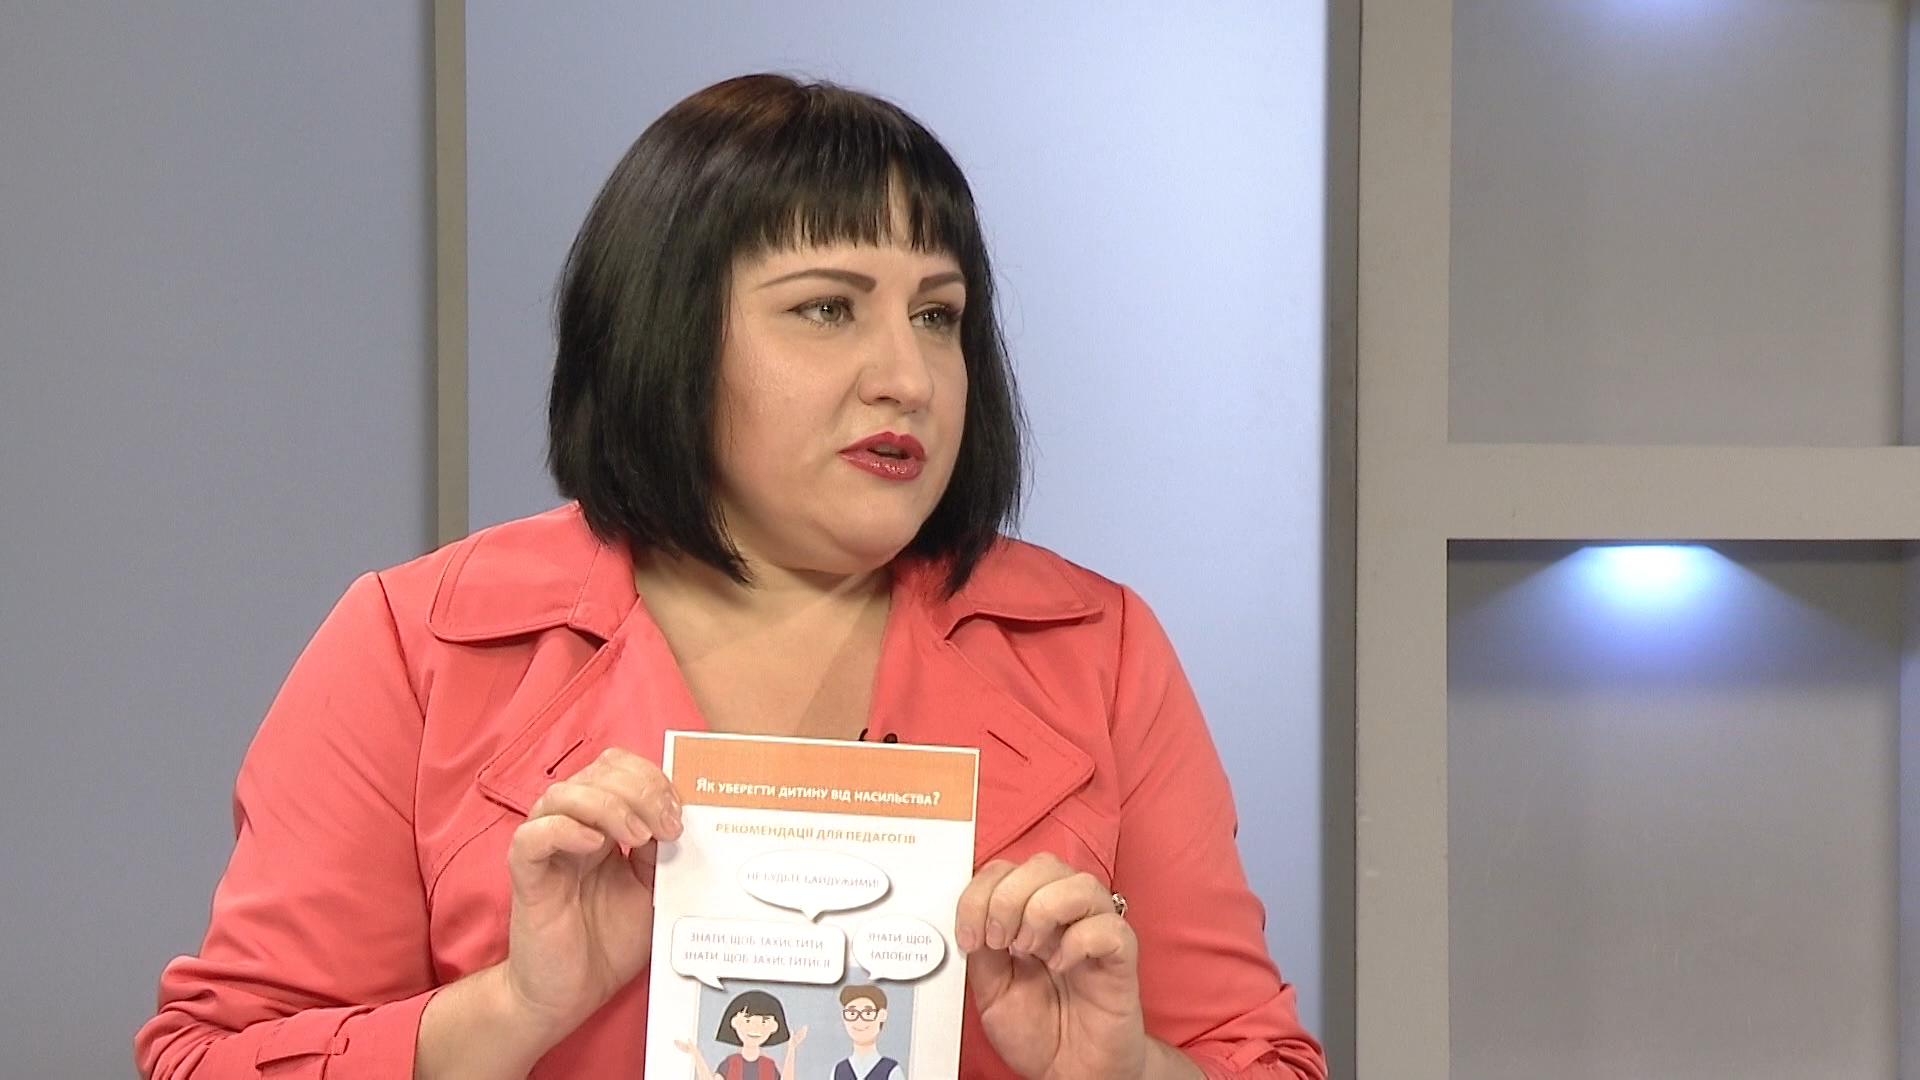 Як уберегти дитину від насильства?
РЕКОМЕНДАЦІЇ ДЛЯ ПЕДАГОГІВ
НЕ БУДЬТЕ БАЙДУЖИМИ!
ЗНАТИ, ЩОБ ЗАХИСТИТИ
ЗНАТИ, ЩОБ ЗАХИСТИТИСЯ
ЗНАТИ, ЩОБ
ЗАПОБІГТИ